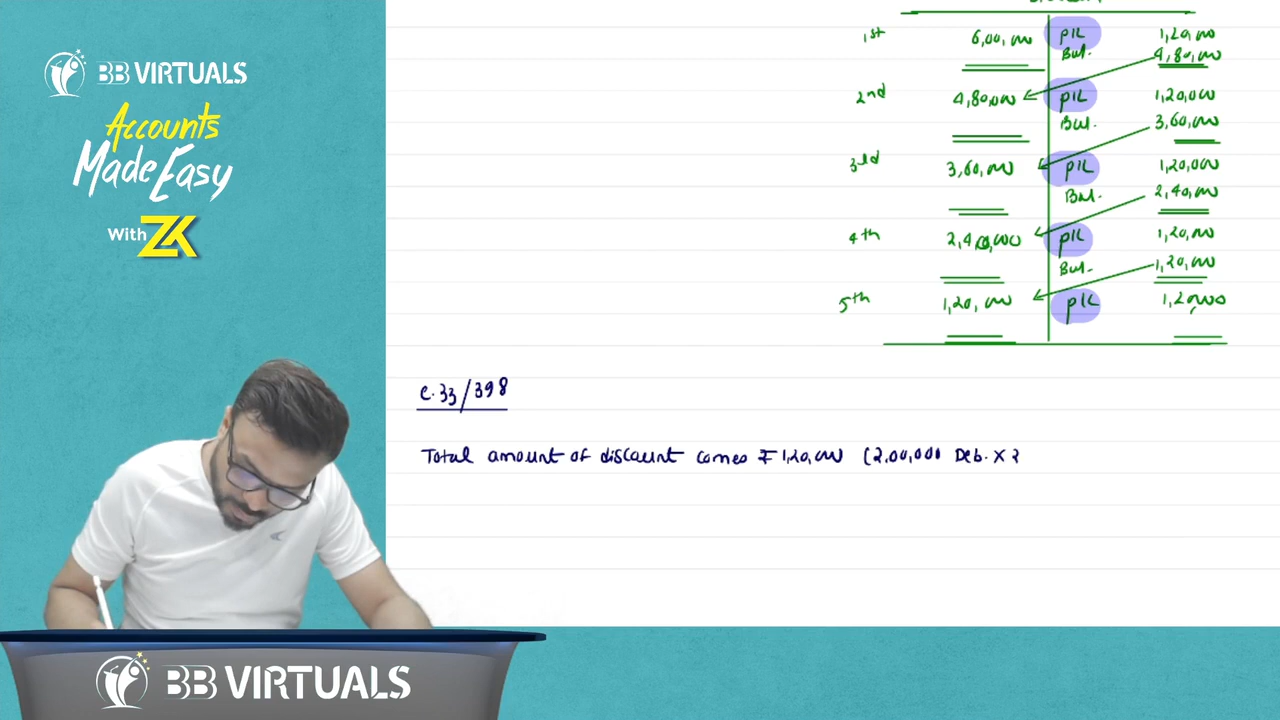 BB VIRTUALS
Accounts
Made Easy
With ZK
1st 6,00,000 P/L 1,20,000
Bal. 4,80,000
2nd 4,80,000 P/L 1,20,000
Bal. 3,60,000
3rd 3,60,000 P/L 1,20,000
Bal. 2,40,000
4th 2,40,000 P/L 1,20,000
Bal. 1,20,000
5th 1,20,000 P/L 1,20,000
C.33/398
Total amount of discount comes ₹ 1,20,000 (2,00,000 Deb. X
BB VIRTUALS